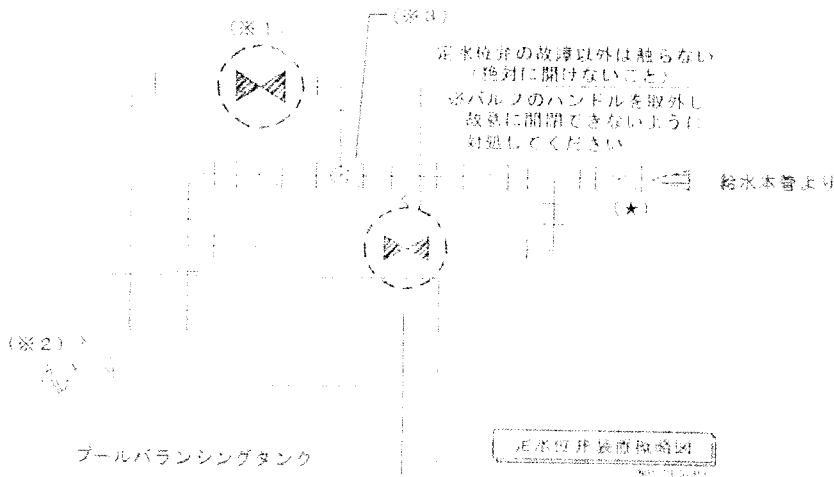 (※1)
(※3)
定水位弁の故障以外は触らない
(絶対に開けないこと)
※バルブのハンドルを取外し
故意に開閉できないように
対処してください
給水本管より
(★)
(※2)
プールバランシングタンク
定水位弁装置概略図